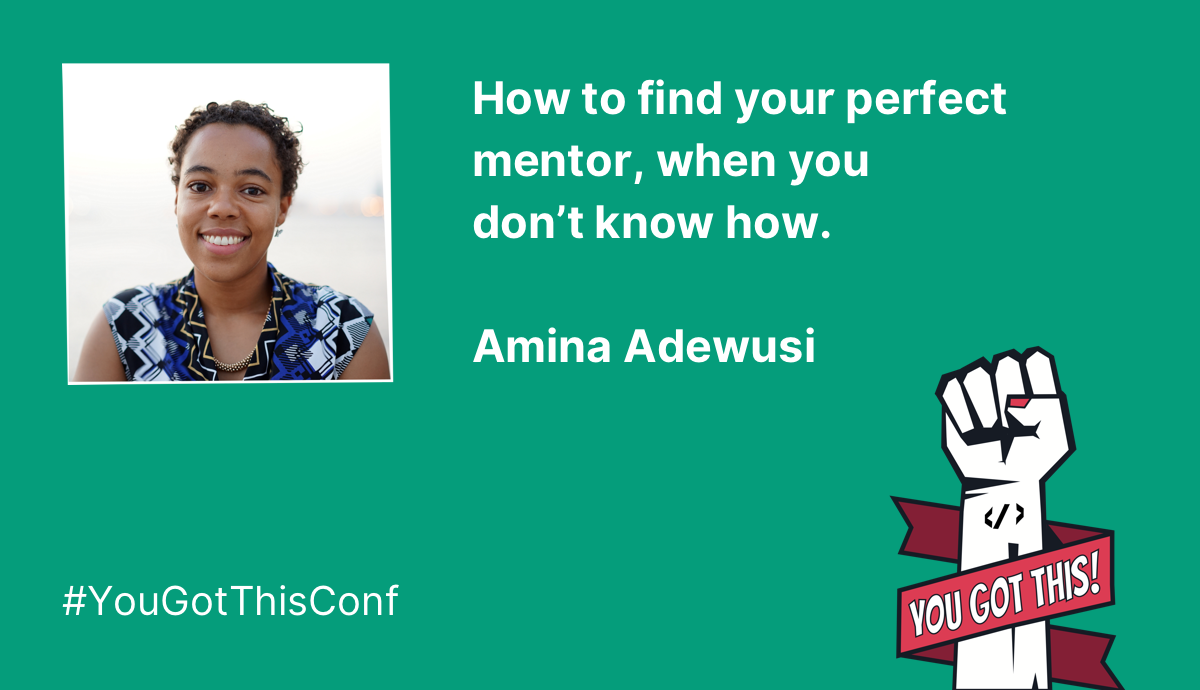 How to find your perfect
mentor, when you
don’t know how.
Amina Adewusi
</>
YOU GOT THIS!
#YouGotThisConf